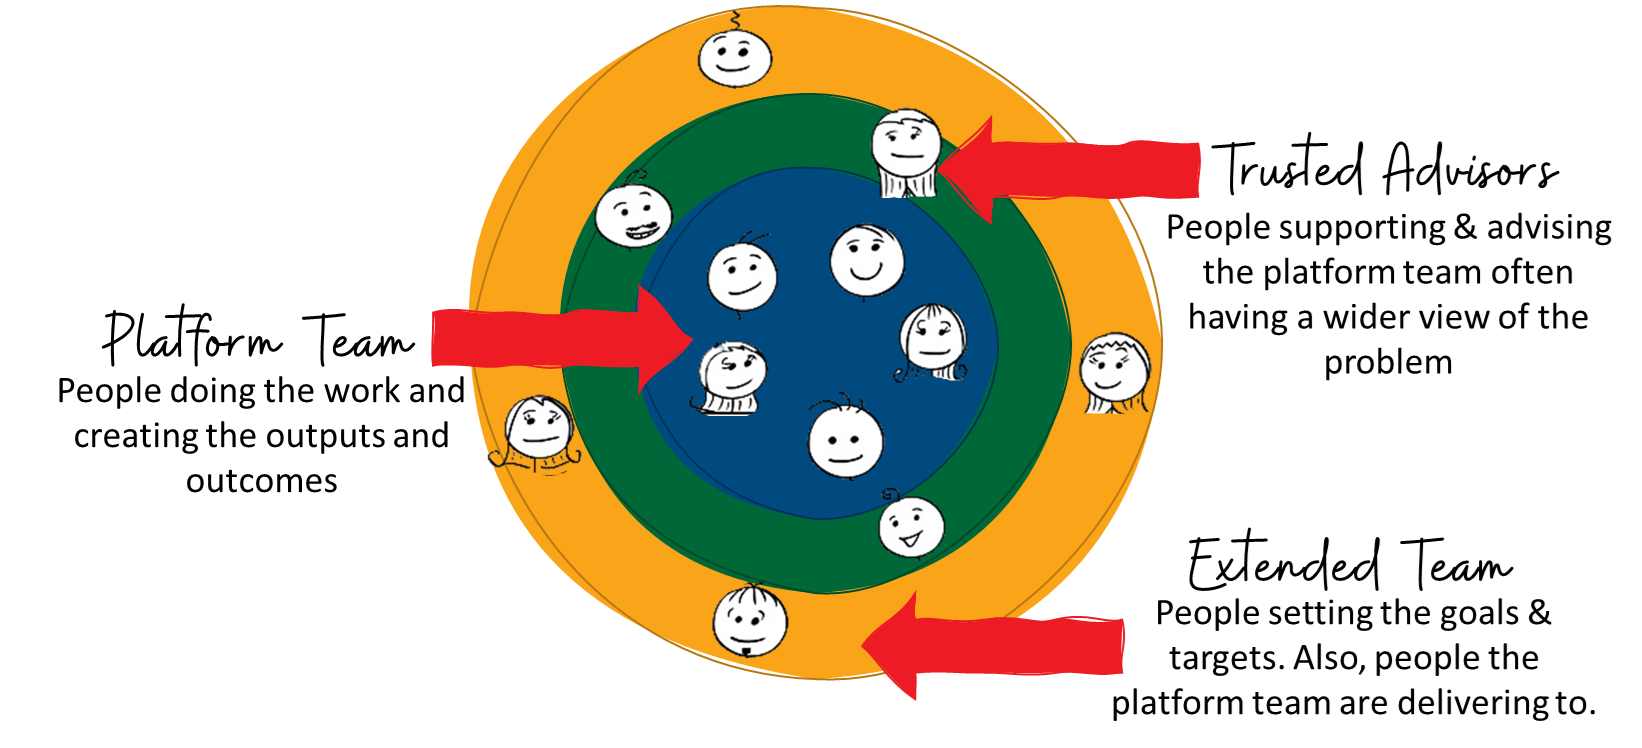 Trusted Advisors
People supporting & advising
the platform team often
having a wider view of the
problem
Platform Team
People doing the work and
creating the outputs and
outcomes
Extended Team
People setting the goals &
targets. Also, people the
platform team are delivering to.